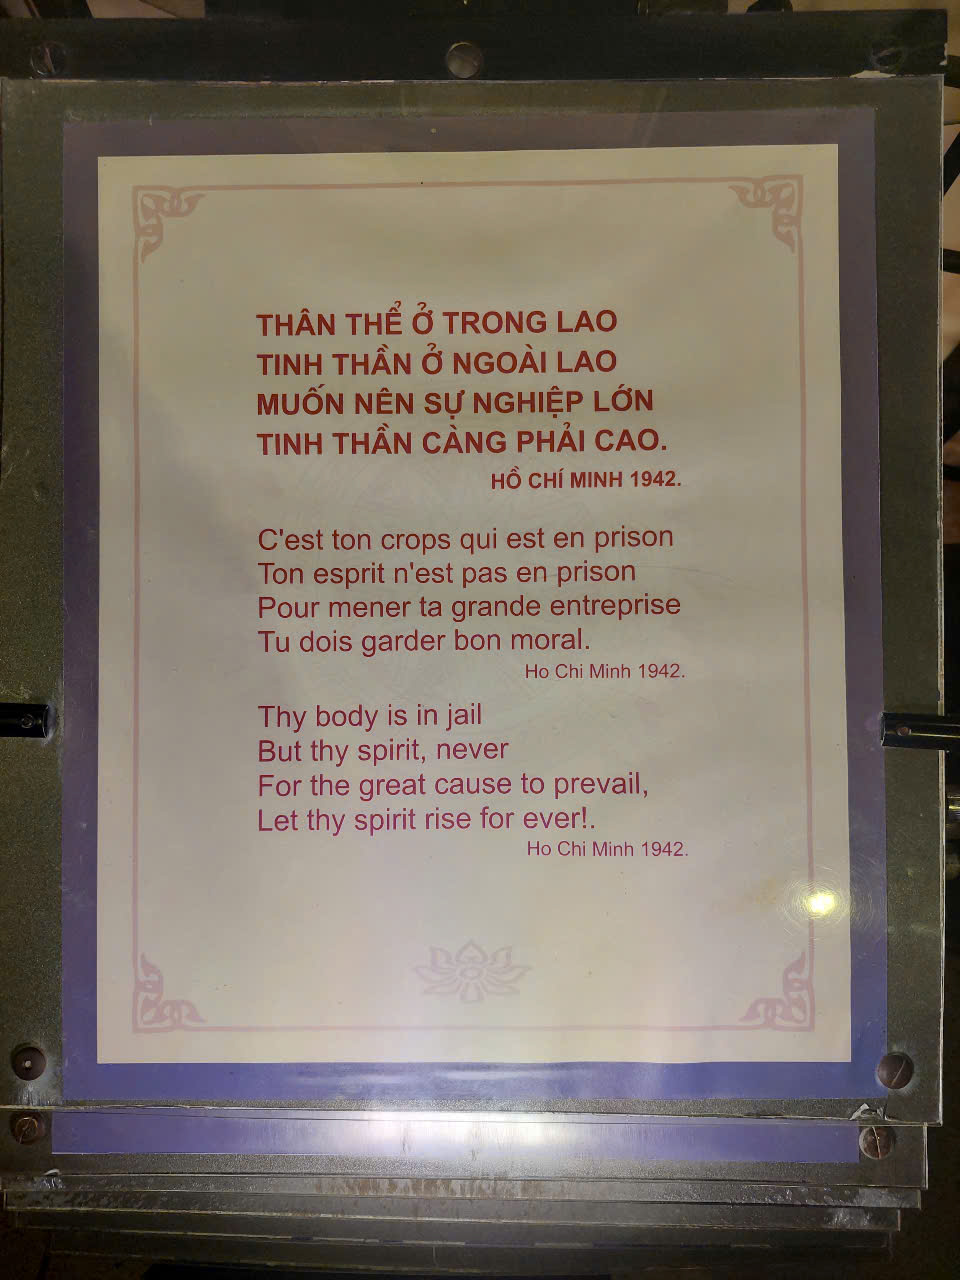 THÂN THỂ Ở TRONG LAO
TINH THẦN Ở NGOÀI LAO
MUỐN NÊN SỰ NGHIỆP LỚN
TINH THẦN CÀNG PHẢI CAO.
HỒ CHÍ MINH 1942.
C'est ton crops qui est en prison
Ton esprit n'est pas en prison
Pour mener ta grande entreprise
Tu dois garder bon moral.
Ho Chi Minh 1942.
Thy body is in jail
But thy spirit, never
For the great cause to prevail,
Let thy spirit rise for ever!.
Ho Chi Minh 1942.